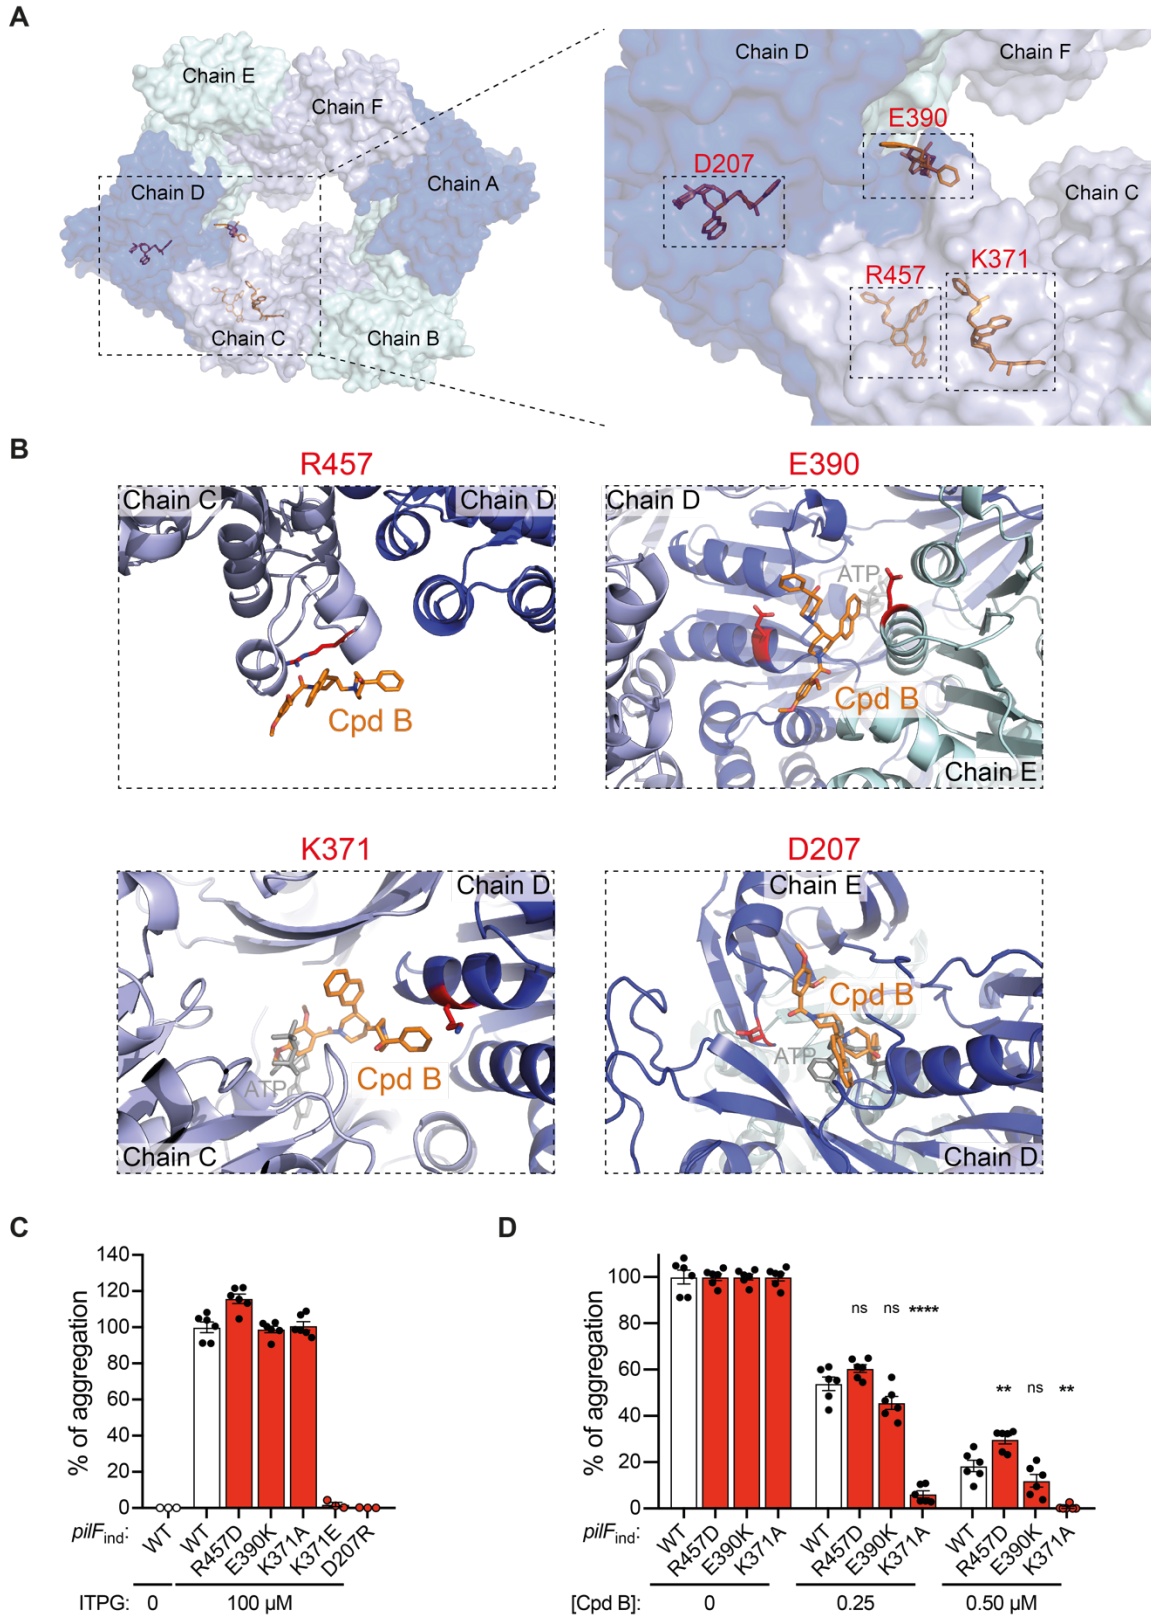 A
Chain E
Chain F
Chain D
Chain A
Chain C
Chain B
Chain D
Chain F
E390
D207
Chain C
R457
K371
B
R457
E390
Chain C
Chain D
Cpd B
Chain D
ATP
Cpd B
Chain E
K371
D207
Chain D
ATP
Cpd B
Chain C
Chain E
Cpd B
ATP
Chain D
C
% of aggregation
140
120
100
80
60
40
20
0
pilFind:
WT
WT
R457D
E390K
K371A
K371E
D207R
ITPG:
0
100 µM
D
% of aggregation
100
80
60
40
20
0
ns
ns
****
**
ns
**
pilFind:
WT
R457D
E390K
K371A
WT
R457D
E390K
K371A
WT
R457D
E390K
K371A
[Cpd B]:
0
0.25
0.50 µM